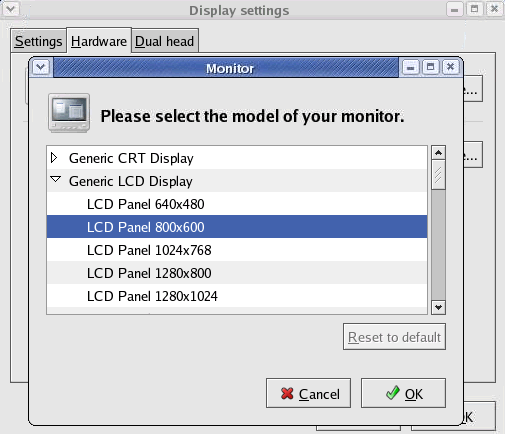 Display settings
Settings Hardware Dual head
Monitor
Please select the model of your monitor.
Generic CRT Display
Generic LCD Display
LCD Panel 640x480
LCD Panel 800x600
LCD Panel 1024x768
LCD Panel 1280x800
LCD Panel 1280x1024
Reset to default
Cancel OK